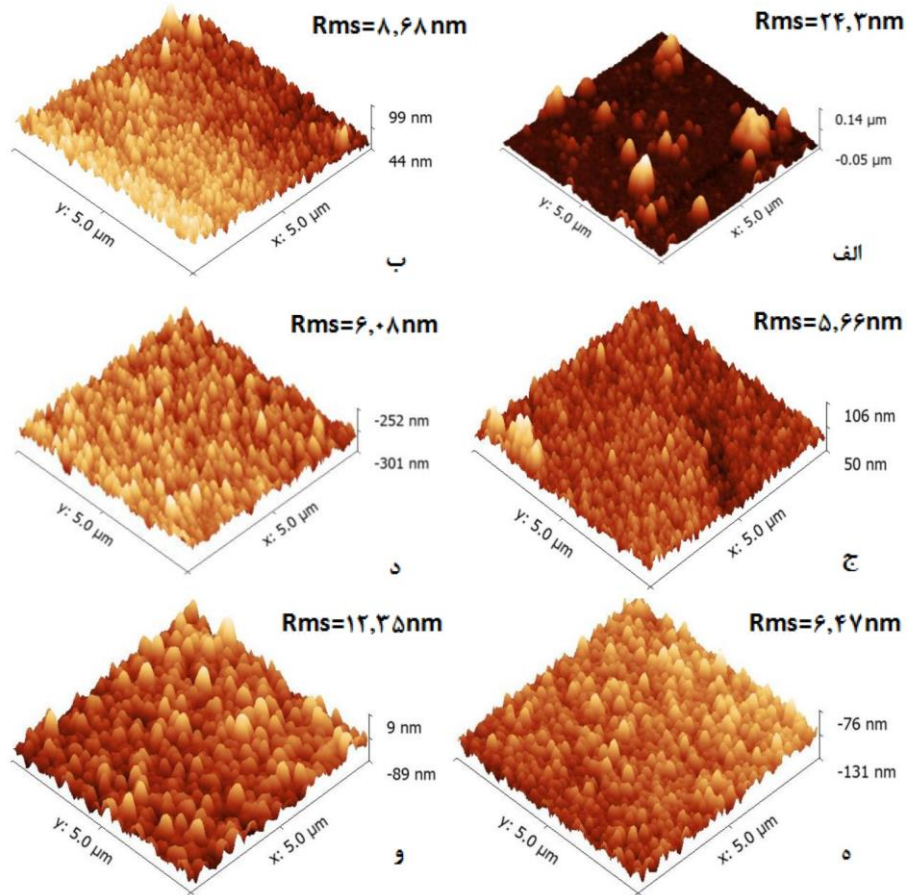 Rms=۲۴,۳nm
0.14 µm
-0.05 µm
y: 5.0 µm
x: 5.0 µm
الف
Rms=۸,۶۸nm
99 nm
44 nm
y: 5.0 µm
x: 5.0 µm
ب
Rms=۵,۶۶nm
106 nm
50 nm
y: 5.0 µm
x: 5.0 µm
ج
Rms=۶,۰۸nm
-252 nm
-301 nm
y: 5.0 µm
x: 5.0 µm
د
Rms=۶,۴۷nm
-76 nm
-131 nm
y: 5.0 µm
x: 5.0 µm
ه
Rms=۱۲,۳۵nm
9 nm
-89 nm
y: 5.0 µm
x: 5.0 µm
و